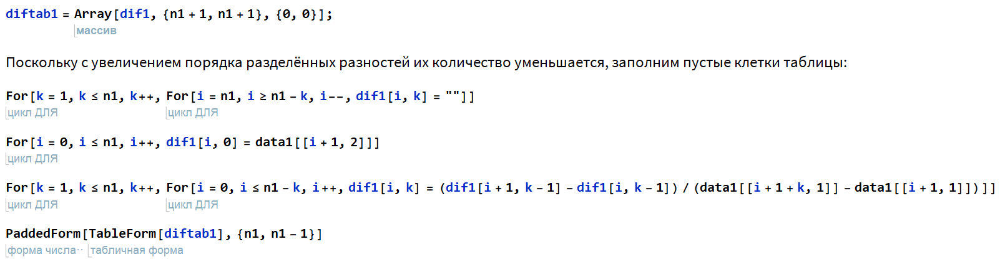 diftab1 = Array[dif1, {n1 + 1, n1 + 1}, {0, 0}];
массив
Поскольку с увеличением порядка разделённых разностей их количество уменьшается, заполним пустые клетки таблицы:
For[k = 1, k ≤ n1, k++, For[i = n1, i ≥ n1 - k, i--, dif1[i, k] = ""]]
цикл ДЛЯ цикл ДЛЯ
For[i = 0, i ≤ n1, i++, dif1[i, 0] = data1[[i + 1, 2]]]
цикл ДЛЯ
For[k = 1, k ≤ n1, k++, For[i = 0, i ≤ n1 - k, i++, dif1[i, k] = (dif1[i + 1, k - 1] - dif1[i, k - 1]) / (data1[[i + 1 + k, 1]] - data1[[i + 1, 1]])]]
цикл ДЛЯ цикл ДЛЯ
PaddedForm[TableForm[diftab1], {n1, n1 - 1}]
форма числа·· табличная форма